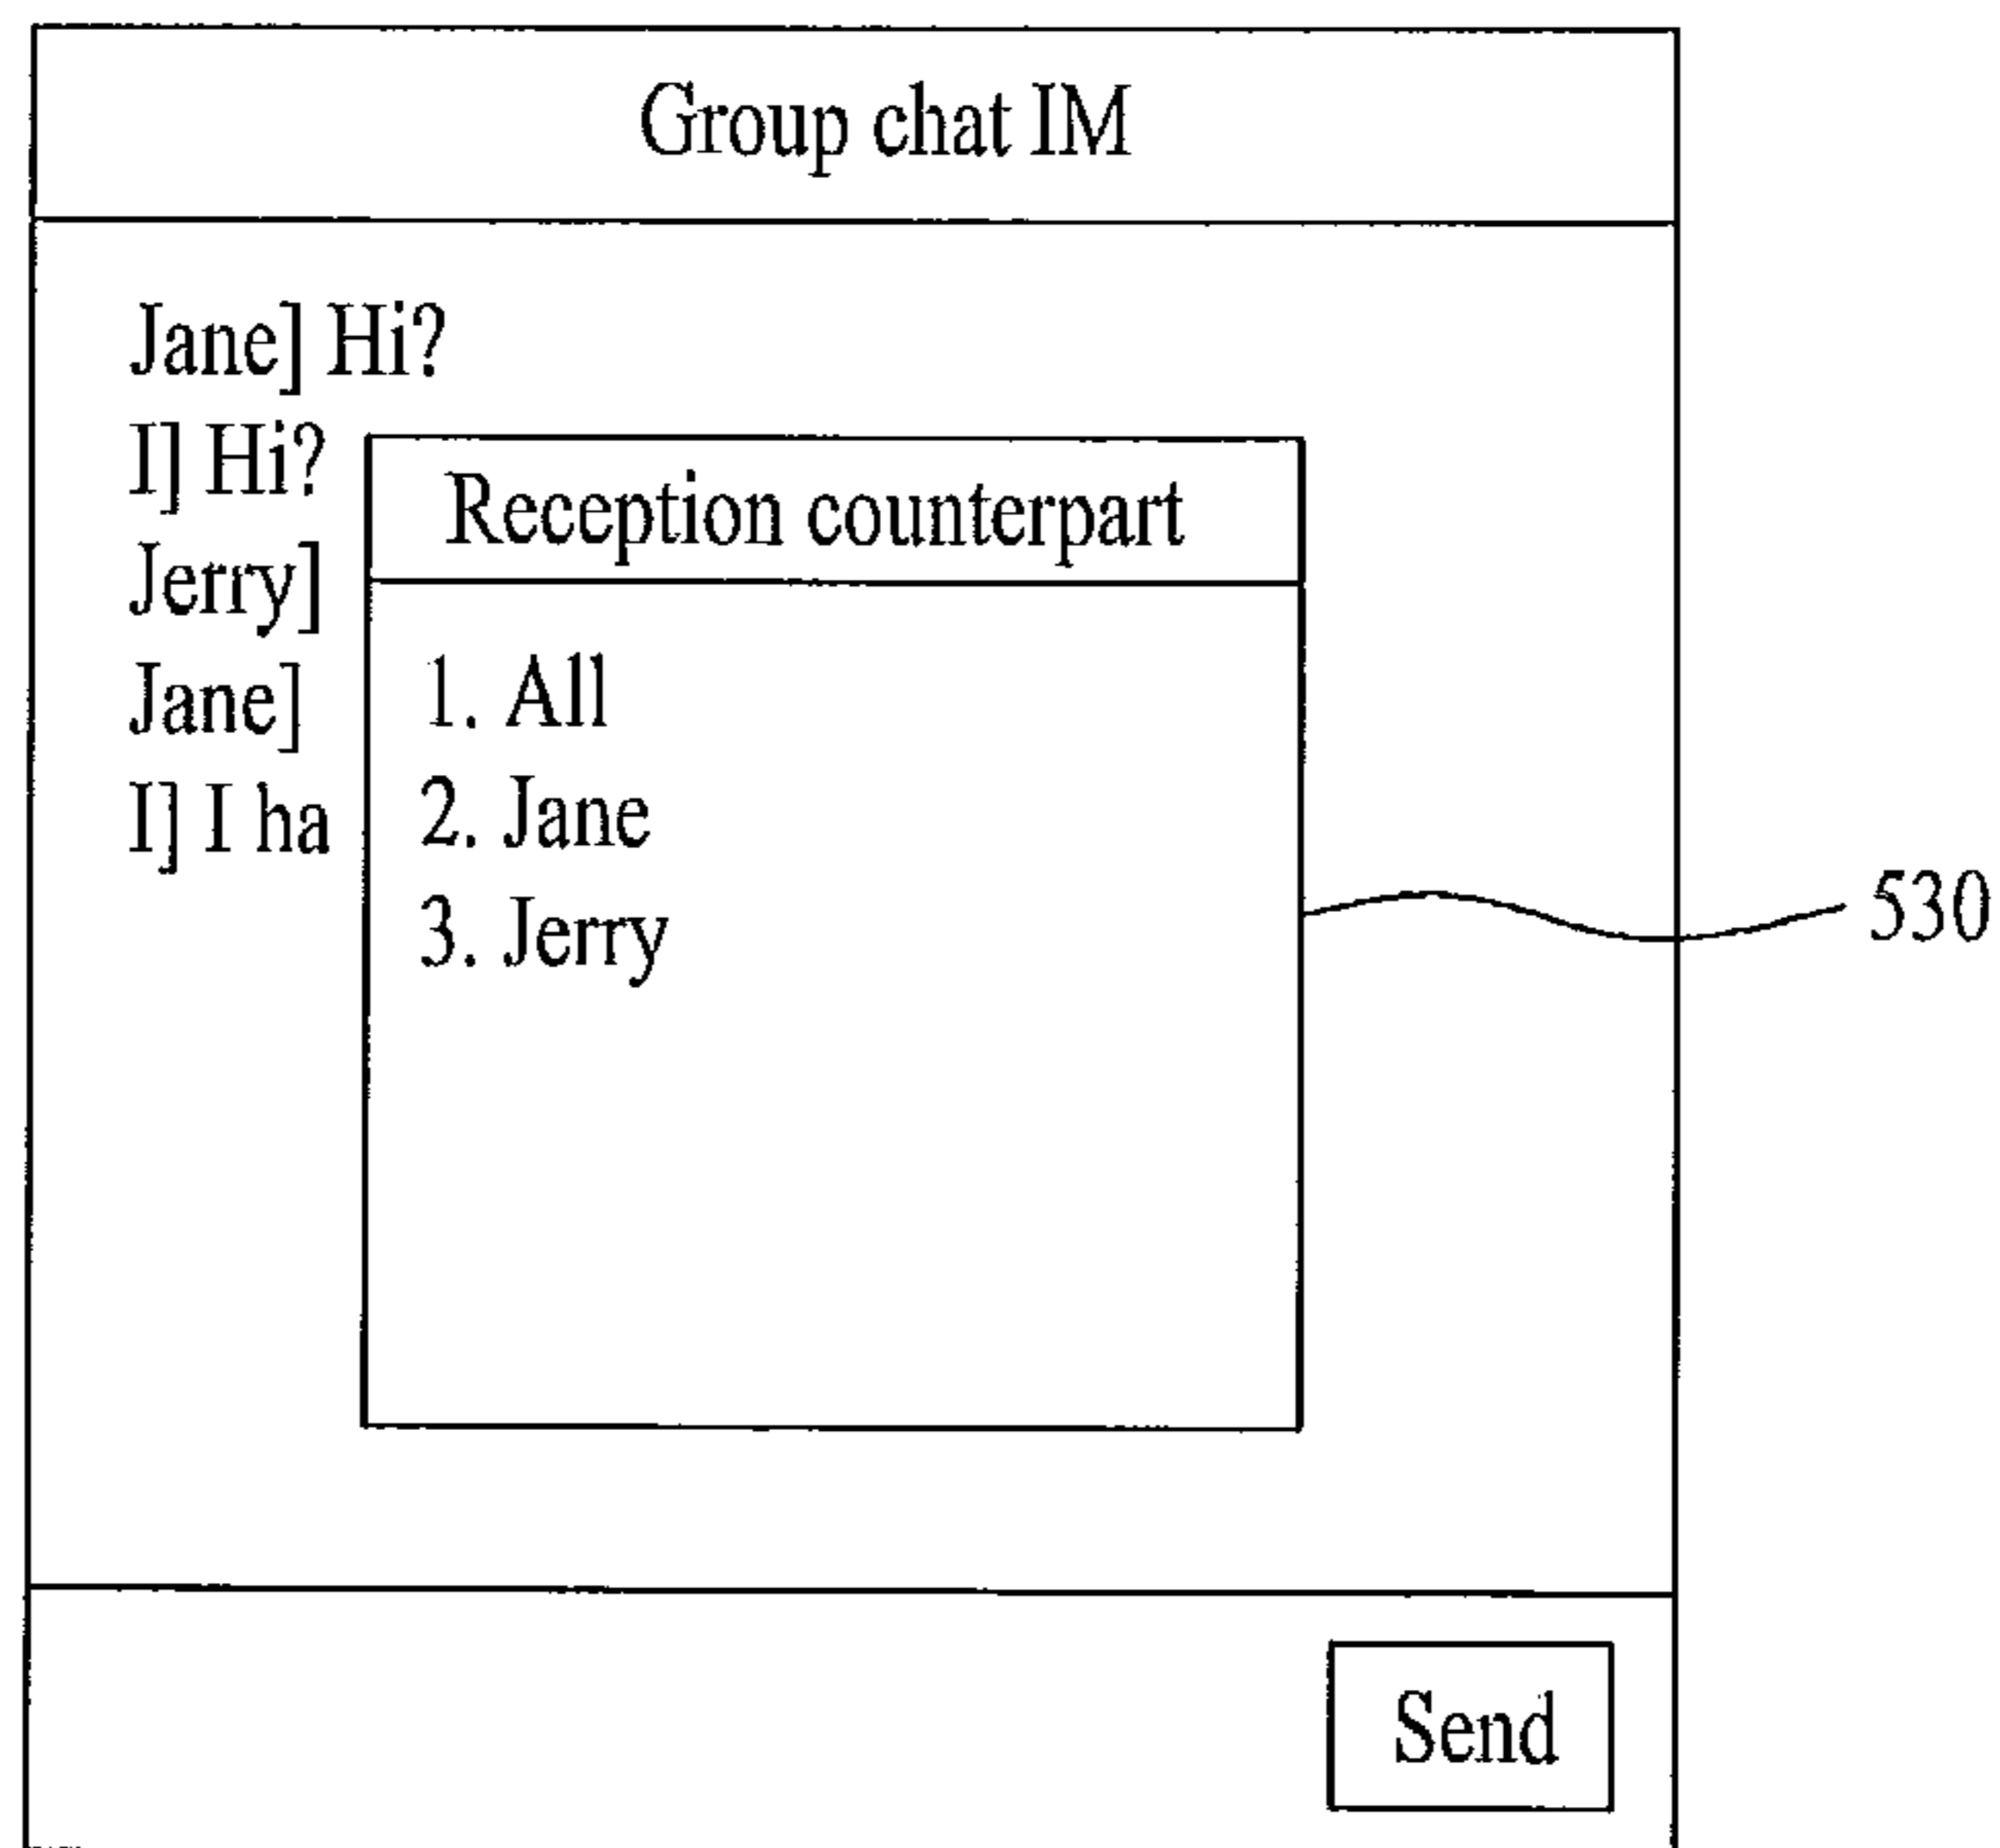 Group chat IM
Jane] Hi?
I] Hi?
Jerry]
Jane]
I] I ha
Reception counterpart
1. All
2. Jane
3. Jerry
530
Send